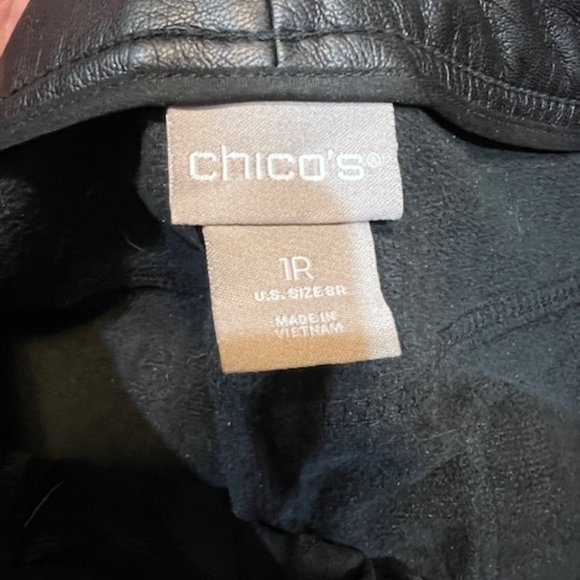 chico's®
1R
U.S. SIZE 8R
MADE IN
VIETNAM